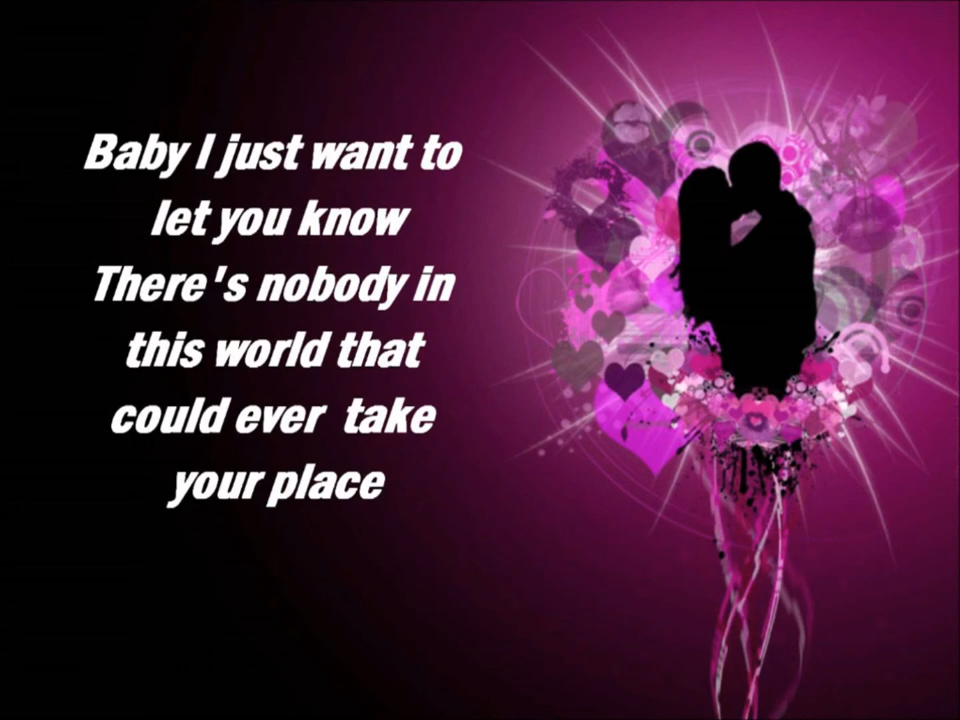 Baby I just want to
let you know
There's nobody in
this world that
could ever take
your place